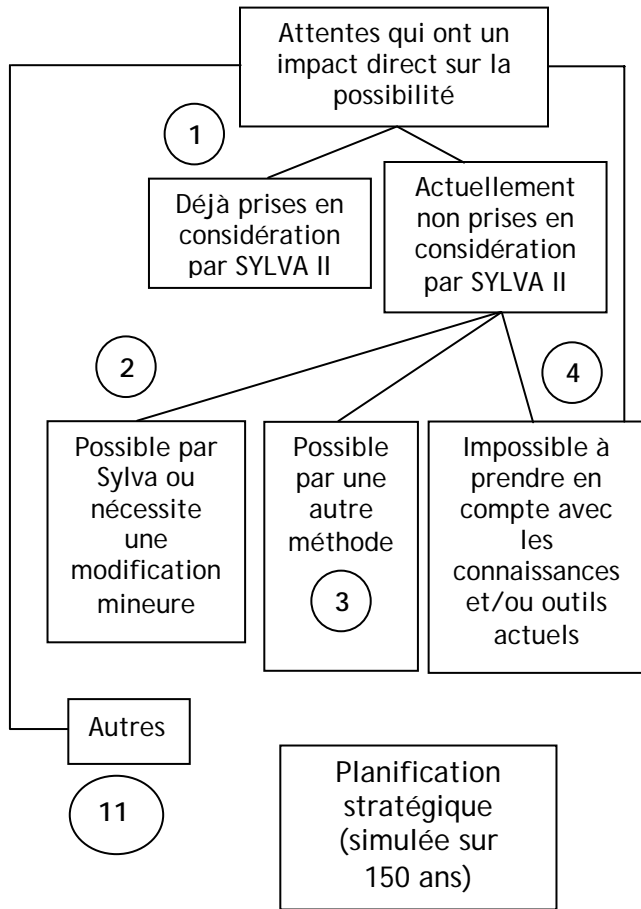 Attentes qui ont un
impact direct sur la
possibilité
1
Déjà prises en
considération
par SYLVA II
Actuellement
non prises en
considération
par SYLVA II
2
4
Possible par
Sylva ou
nécessite
une
modification
mineure
Possible
par une
autre
méthode
3
Impossible à
prendre en
compte avec
les
connaissances
et/ou outils
actuels
Autres
11
Planification
stratégique
(simulée sur
150 ans)